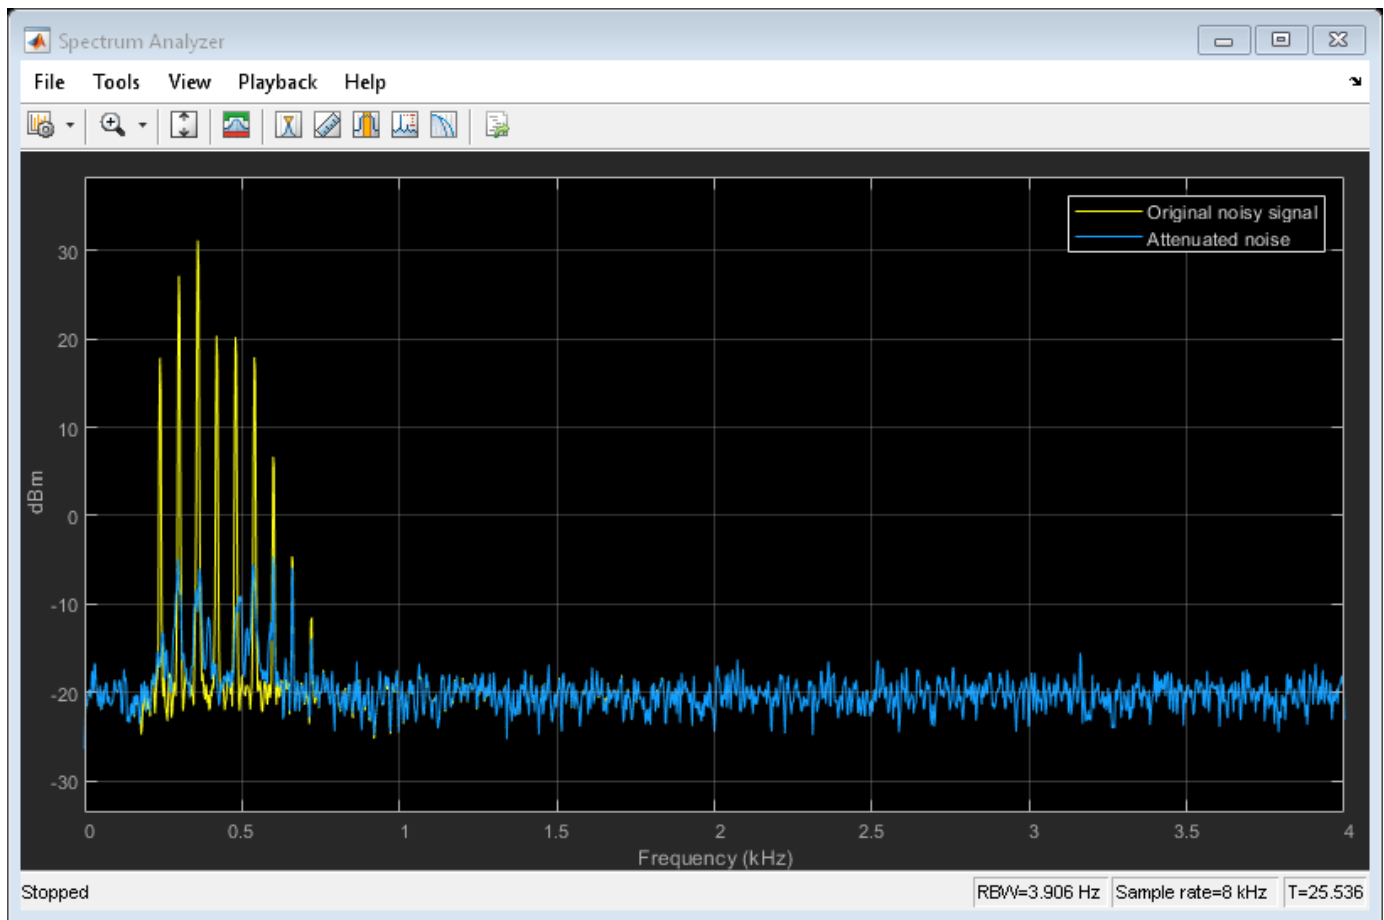 Spectrum Analyzer
File Tools View Playback Help
Original noisy signal
Attenuated noise
30
20
10
0
-10
-20
-30
dBm
0 0.5 1 1.5 2 2.5 3 3.5 4
Frequency (kHz)
Stopped RBW=3.906 Hz Sample rate=8 kHz T=25.536